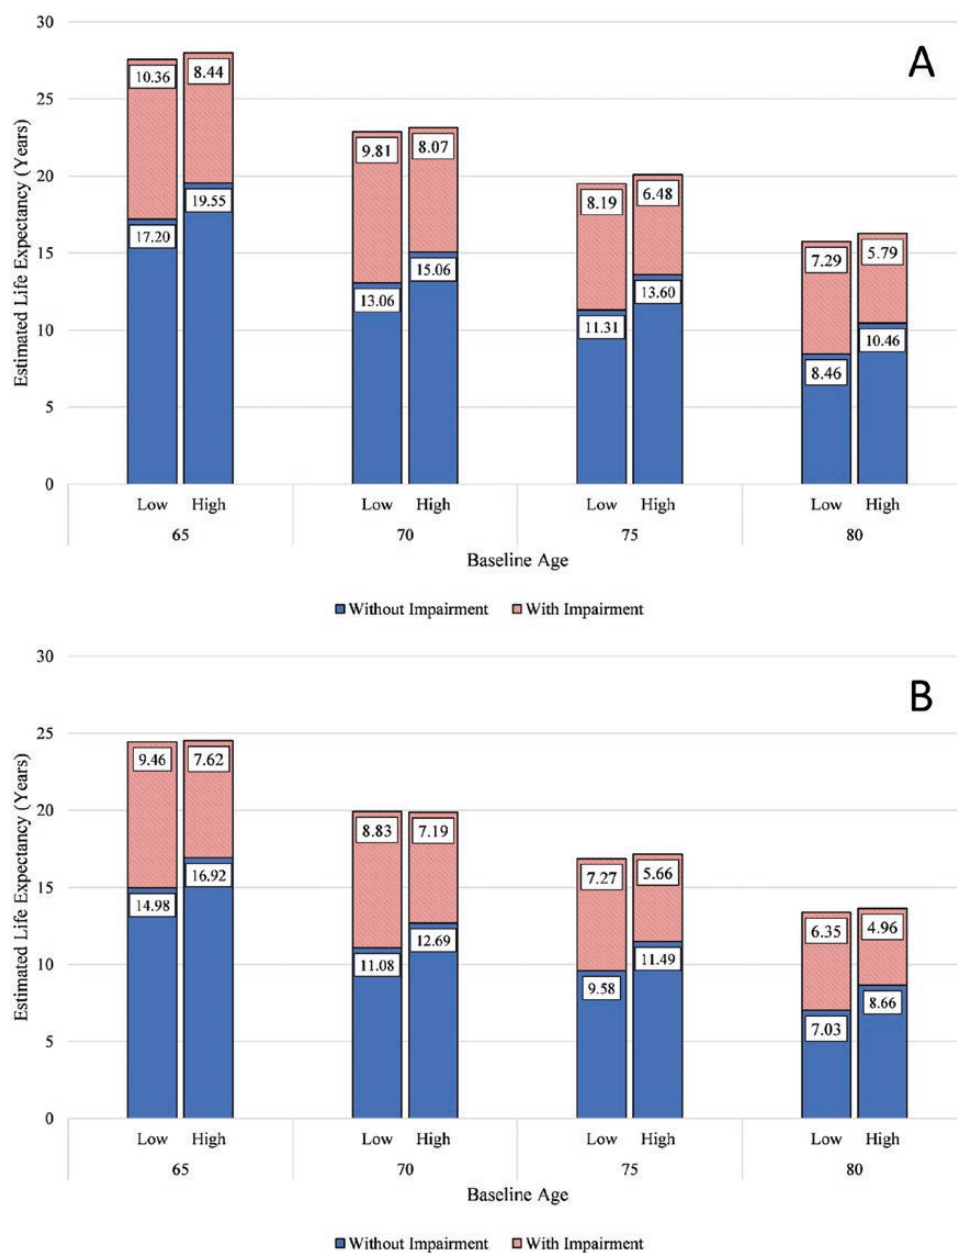 A
Estimated Life Expectancy (Years)
30
25
20
15
10
5
0
10.36 8.44
17.20 19.55
9.81 8.07
13.06 15.06
8.19 6.48
11.31 13.60
7.29 5.79
8.46 10.46
Low High Low High Low High Low High
65 70 75 80
Baseline Age
Without Impairment With Impairment
B
Estimated Life Expectancy (Years)
30
25
20
15
10
5
0
9.46 7.62
14.98 16.92
8.83 7.19
11.08 12.69
7.27 5.66
9.58 11.49
6.35 4.96
7.03 8.66
Low High Low High Low High Low High
65 70 75 80
Baseline Age
Without Impairment With Impairment